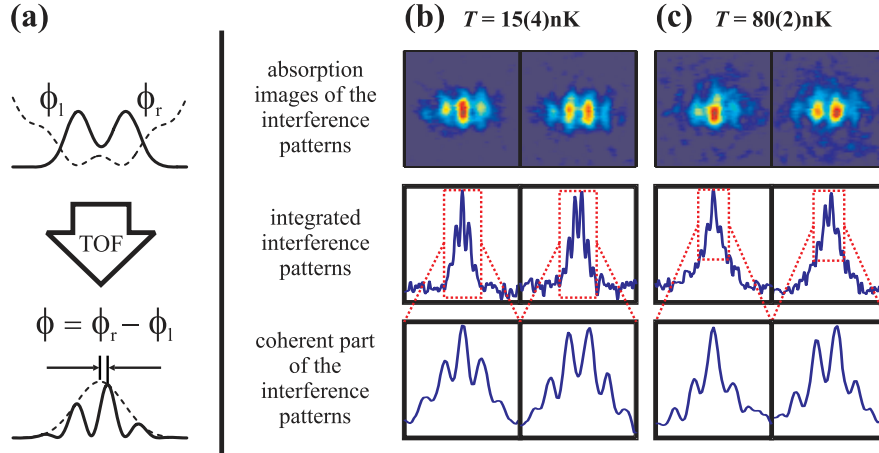 (a)
ϕl
ϕr
TOF
ϕ = ϕr − ϕl
absorption
images of the
interference
patterns
integrated
interference
patterns
coherent part
of the
interference
patterns
(b) T = 15(4)nK
(c) T = 80(2)nK